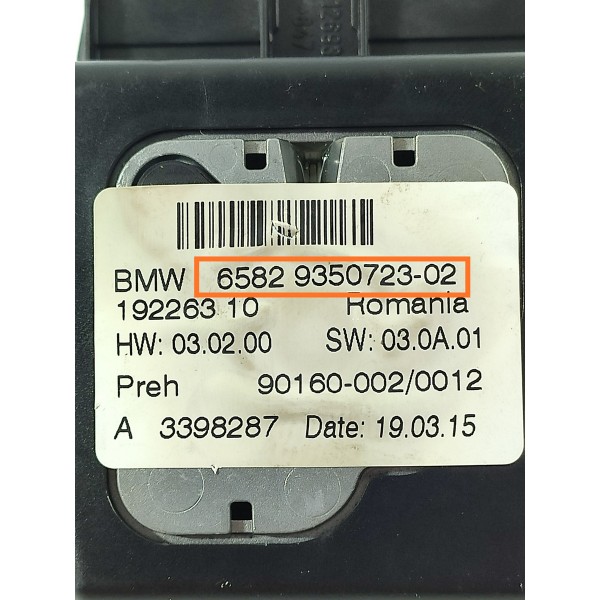 BMW 6582 9350723-02
192263 10 Romania
HW: 03.02.00 SW: 03.0A.01
Preh 90160-002/0012
A 3398287 Date: 19.03.15